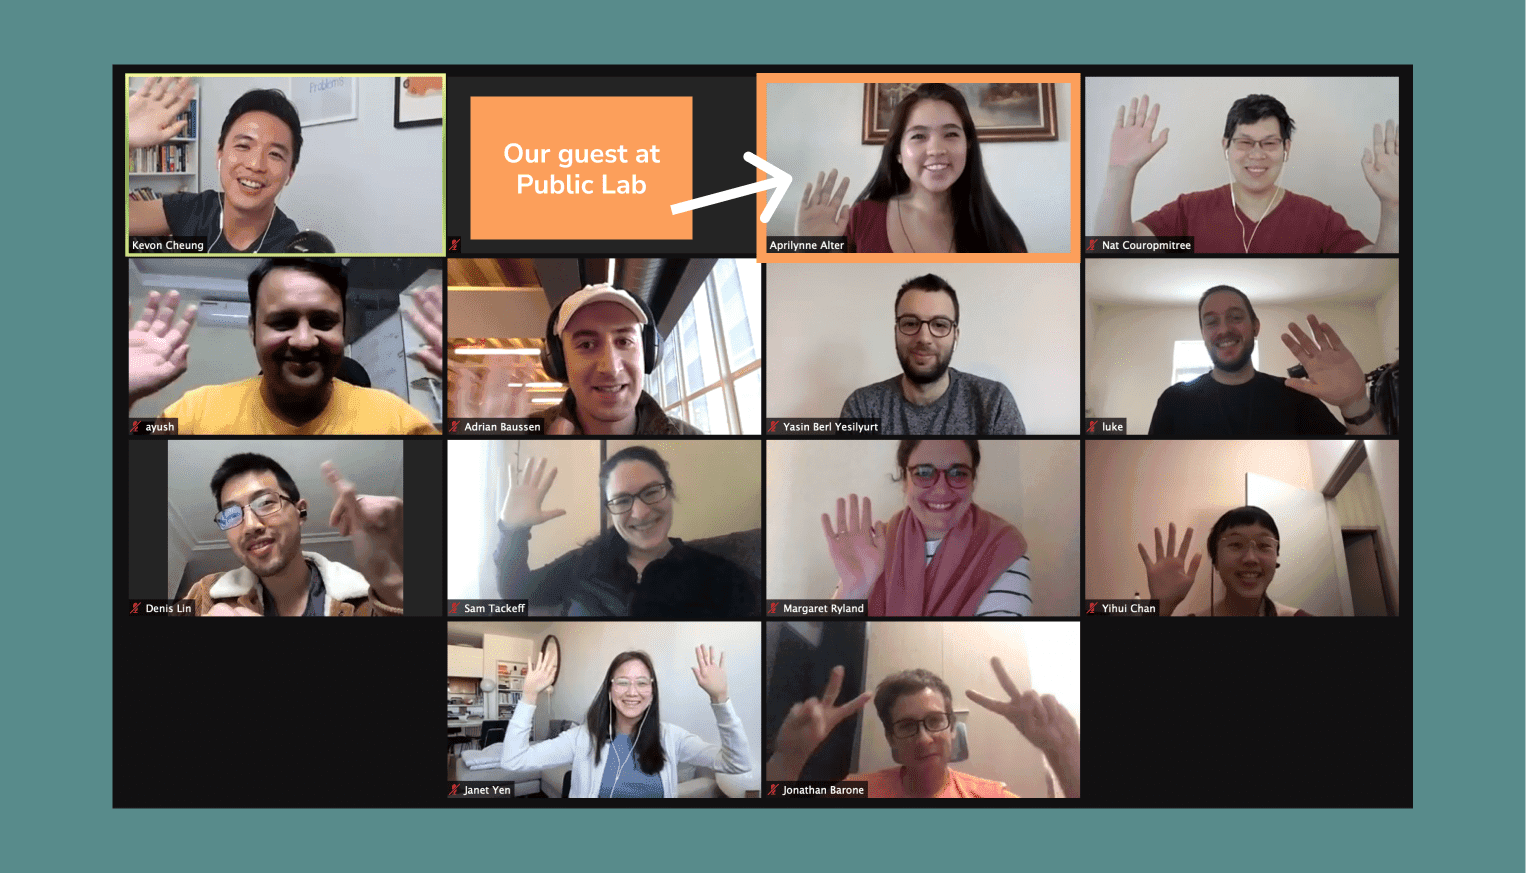 Problems
Our guest at
Public Lab
Kevon Cheung
Aprilynne Alter
Nat Couropmitree
ayush
Adrian Baussen
Yasin Berl Yesilyurt
luke
Denis Lin
Sam Tackeff
Margaret Ryland
Yihui Chan
Janet Yen
Jonathan Barone